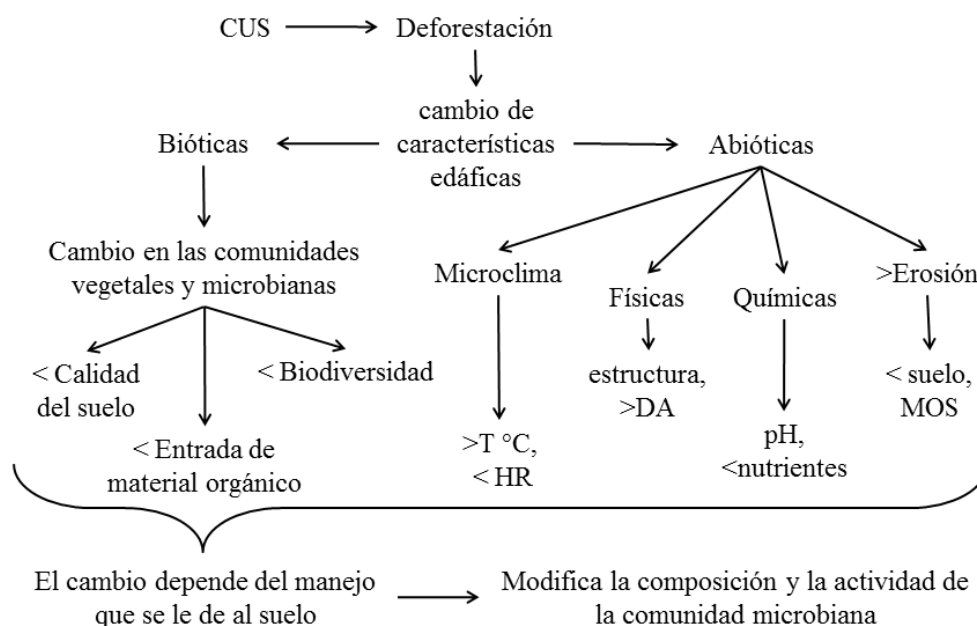 CUS
Deforestación
cambio de
características
edáficas
Bióticas
Abióticas
Cambio en las comunidades
vegetales y microbianas
< Calidad
del suelo
< Entrada de
material orgánico
< Biodiversidad
Microclima
>T °C,
< HR
Físicas
estructura,
>DA
Químicas
pH,
<nutrientes
>Erosión
< suelo,
MOS
El cambio depende del manejo
que se le de al suelo
Modifica la composición y la actividad de
la comunidad microbiana